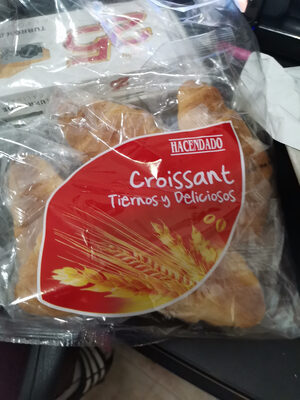 HACENDADO
Croissant
Tiernos y Deliciosos